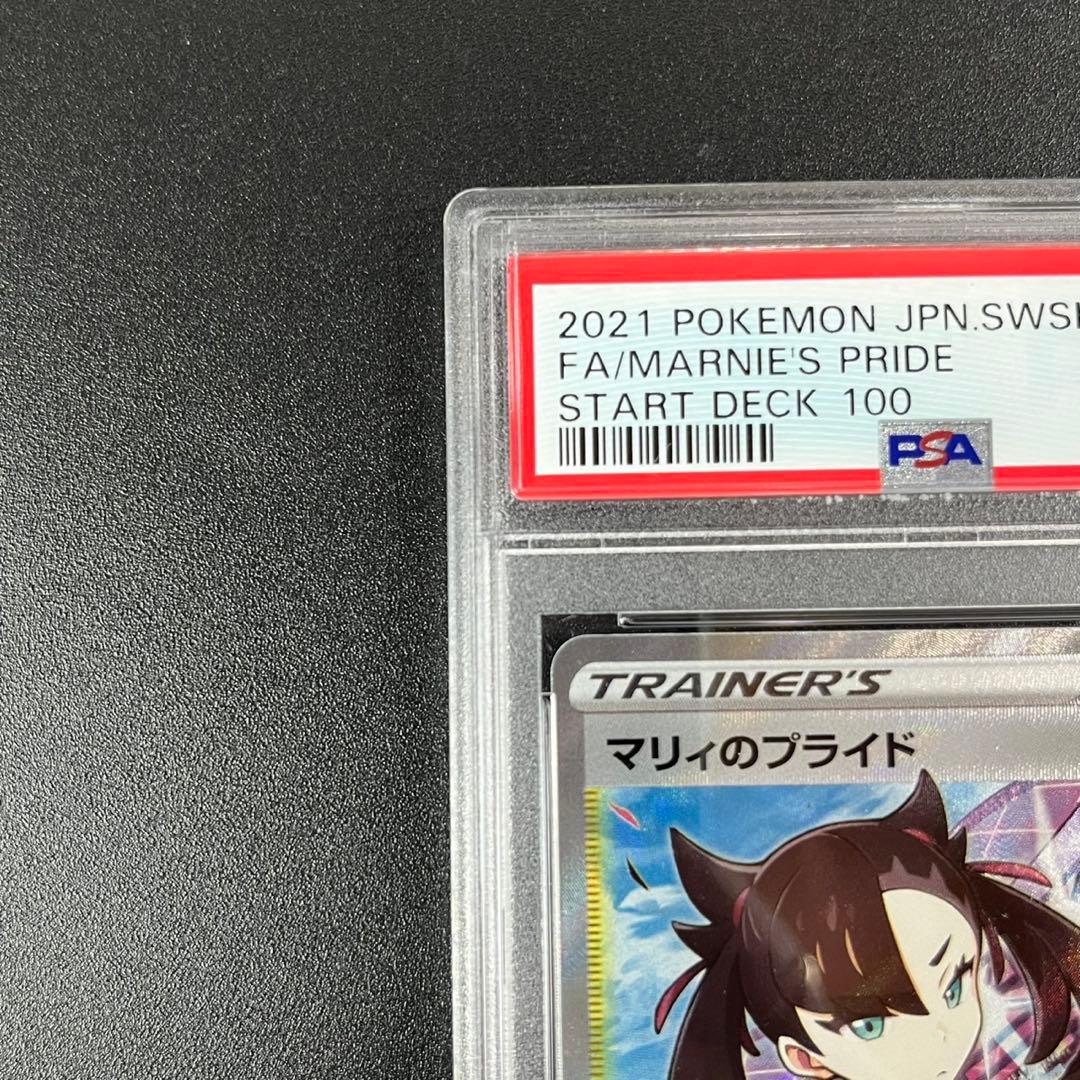 2021 POKEMON JPN.SWSH
FA/MARNIE'S PRIDE
START DECK 100
PSA
TRAINER'S
マリィのプライド